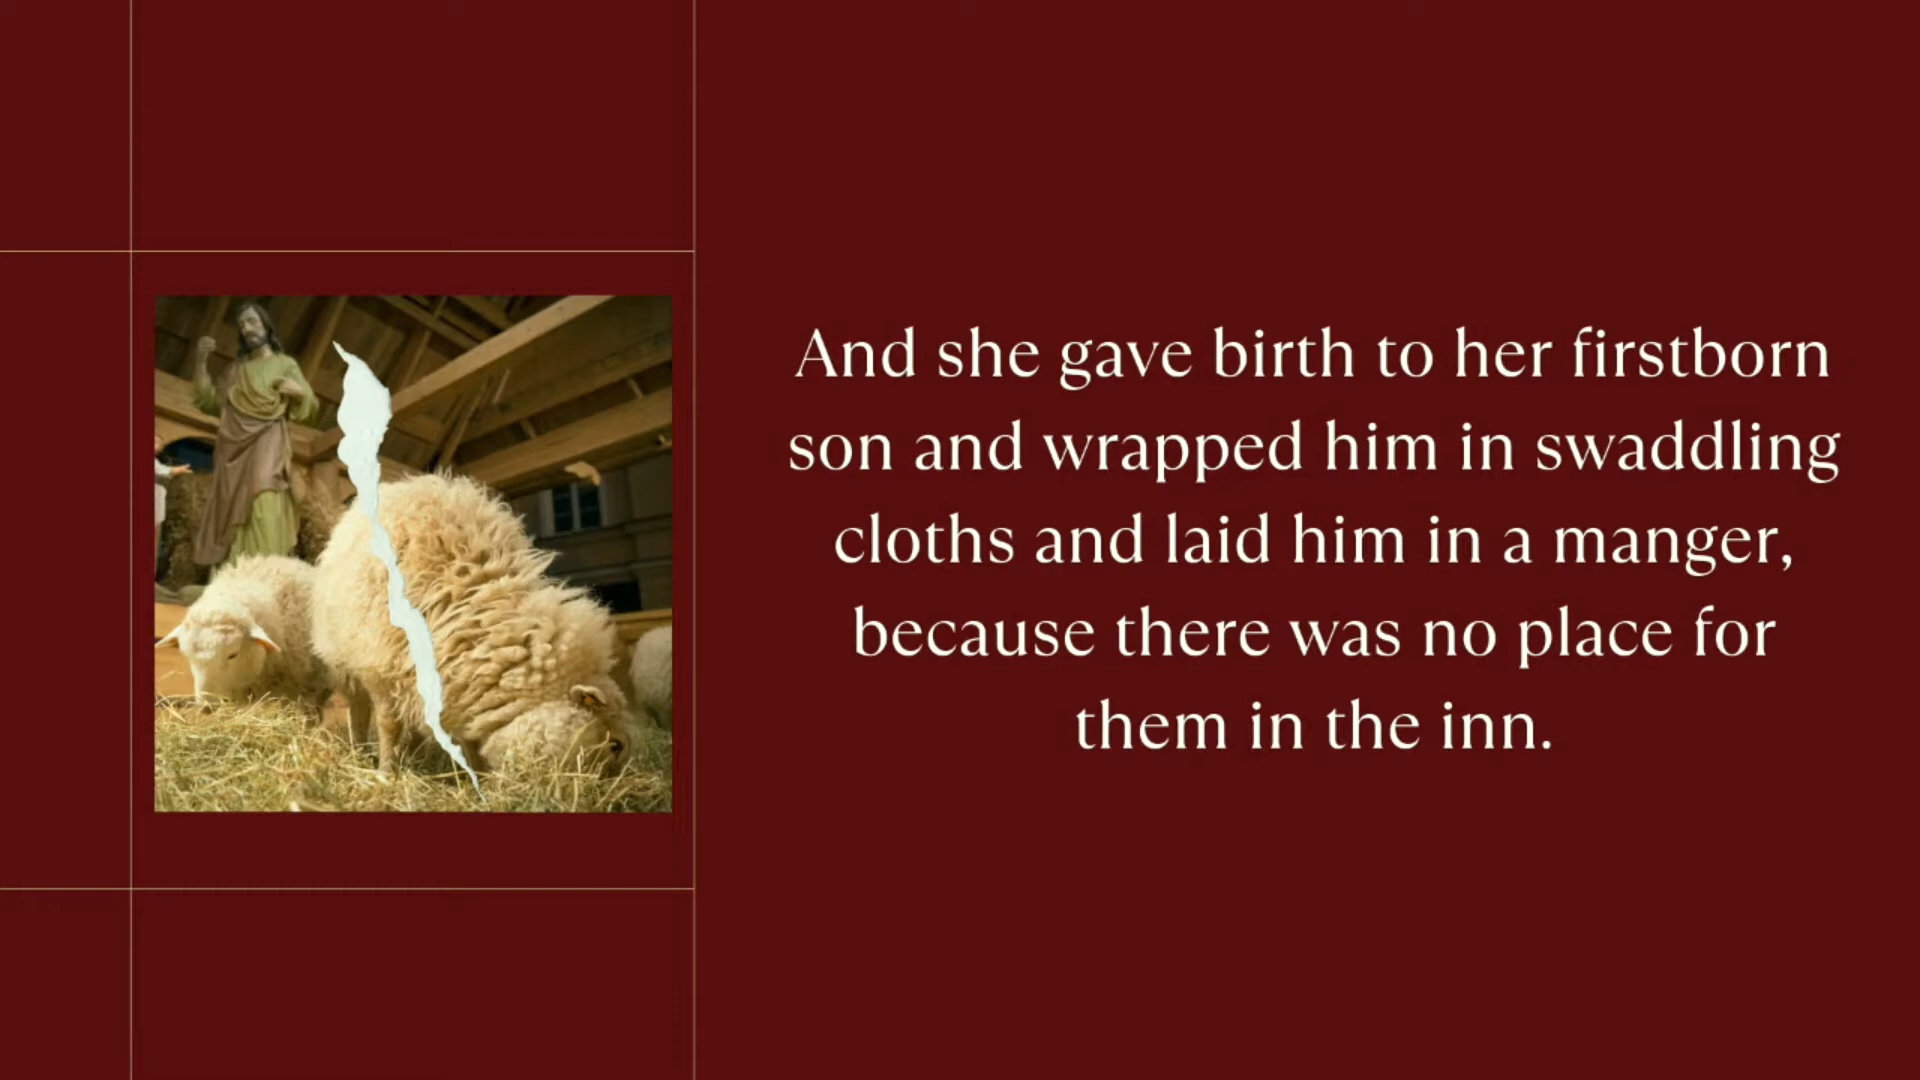 And she gave birth to her firstborn
son and wrapped him in swaddling
cloths and laid him in a manger,
because there was no place for
them in the inn.